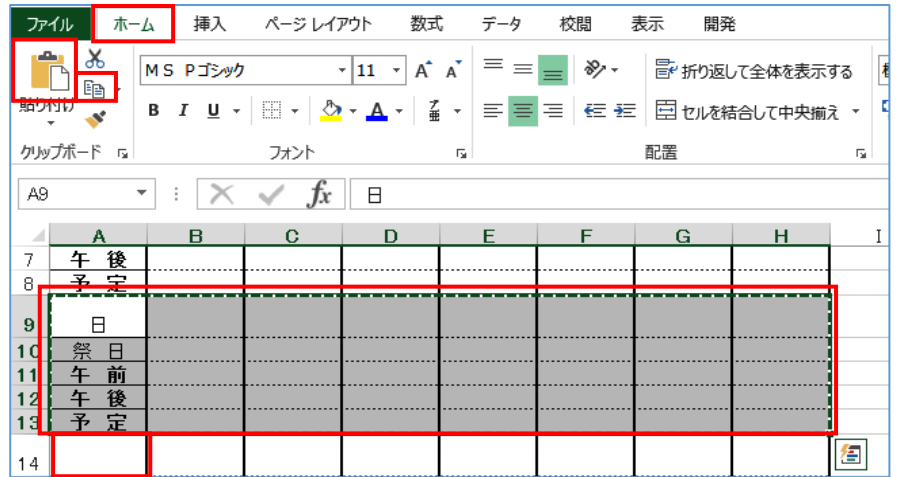 ファイル ホーム 挿入 ページ レイアウト 数式 データ 校閲 表示 開発
ＭＳ Ｐゴシック 11 A A 折り返して全体を表示する
貼り付け B I U A セルを結合して中央揃え
クリップボード フォント 配置
A9 fx 日
A B C D E F G H I
7 午 後
8 予 定
9 日
10 祭 日
11 午 前
12 午 後
13 予 定
14